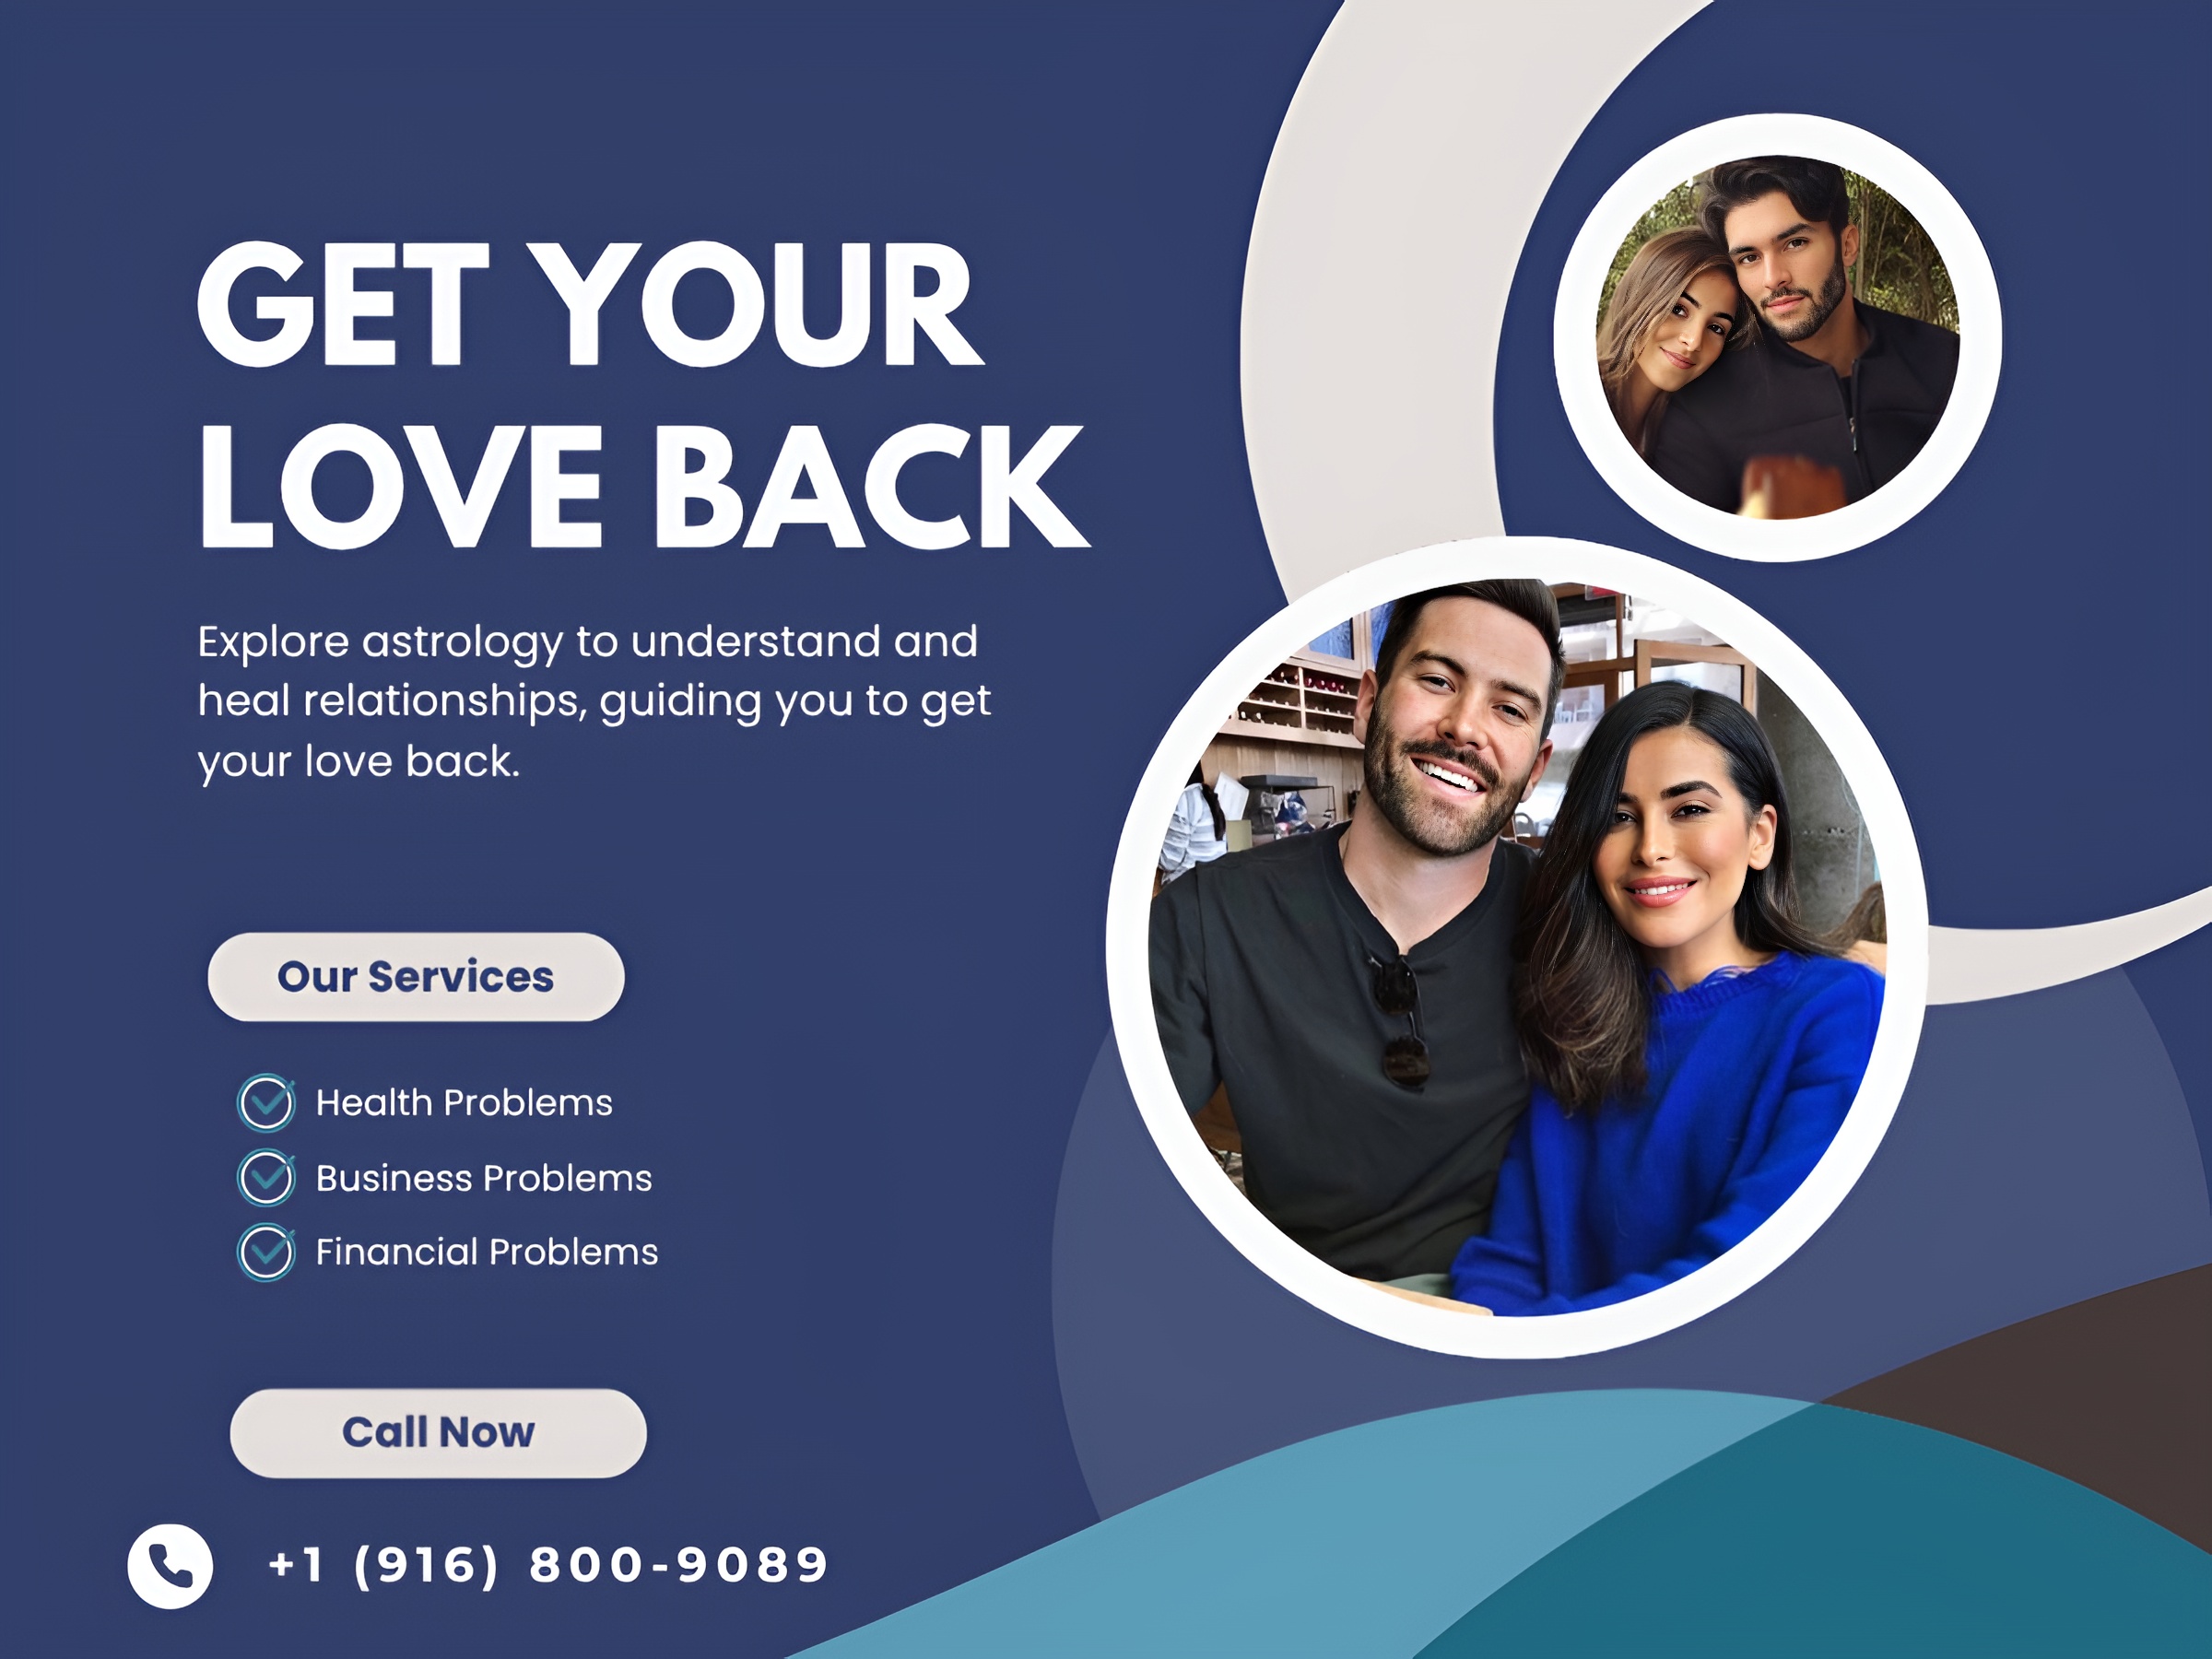 GET YOUR
LOVE BACK
Explore astrology to understand and
heal relationships, guiding you to get
your love back.
Our Services
Health Problems
Business Problems
Financial Problems
Call Now
+1 (916) 800-9089